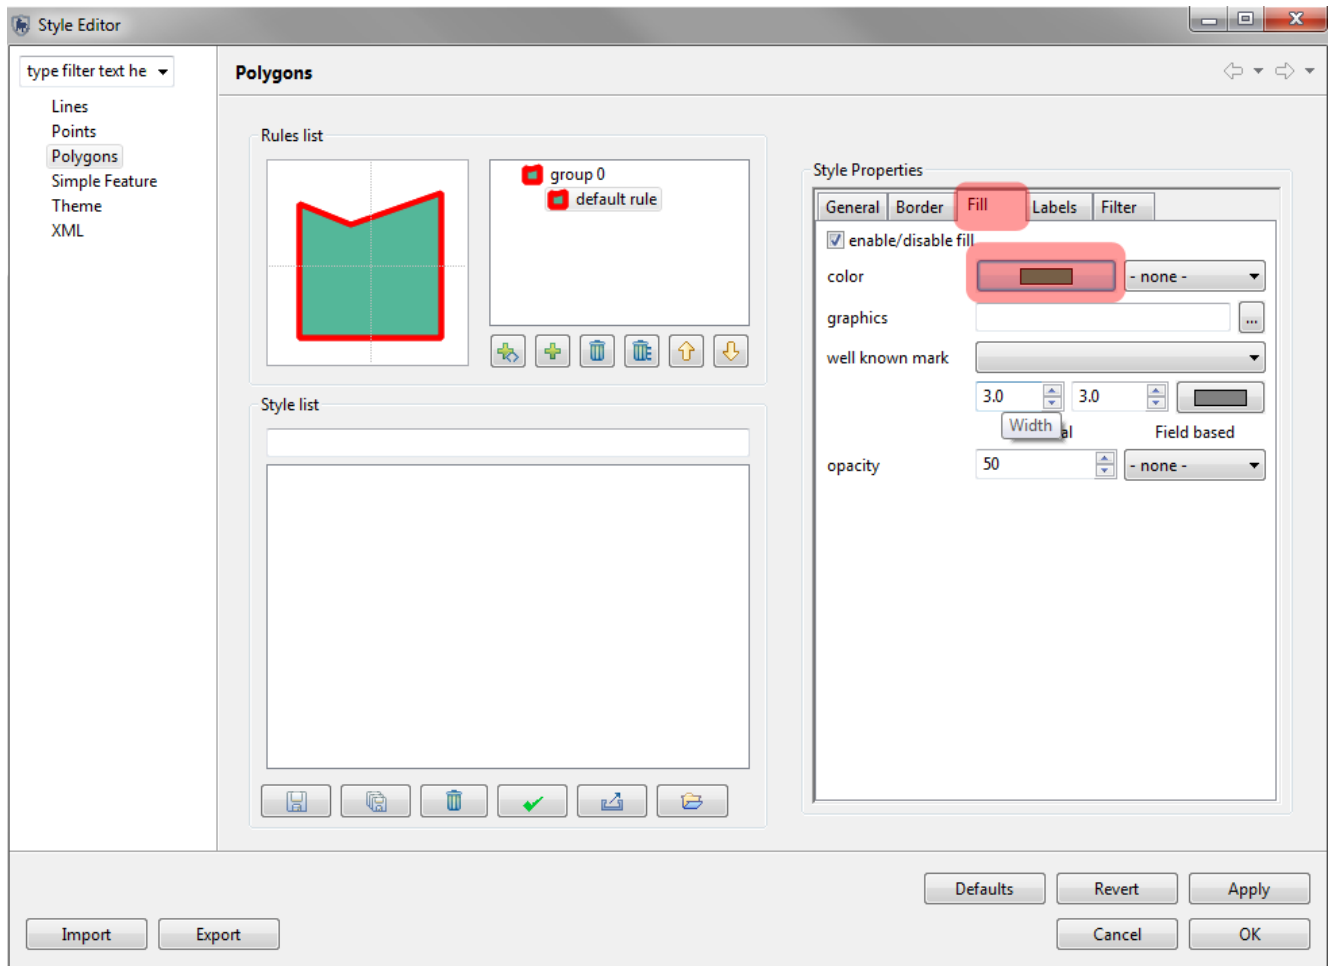 Style Editor
type filter text he
Lines
Points
Polygons
Simple Feature
Theme
XML
Polygons
Rules list
group 0
default rule
Style list
Style Properties
General Border Fill Labels Filter
enable/disable fill
color - none -
graphics ...
well known mark
3.0 3.0
Width al Field based
opacity 50 - none -
Defaults Revert Apply
Import Export Cancel OK